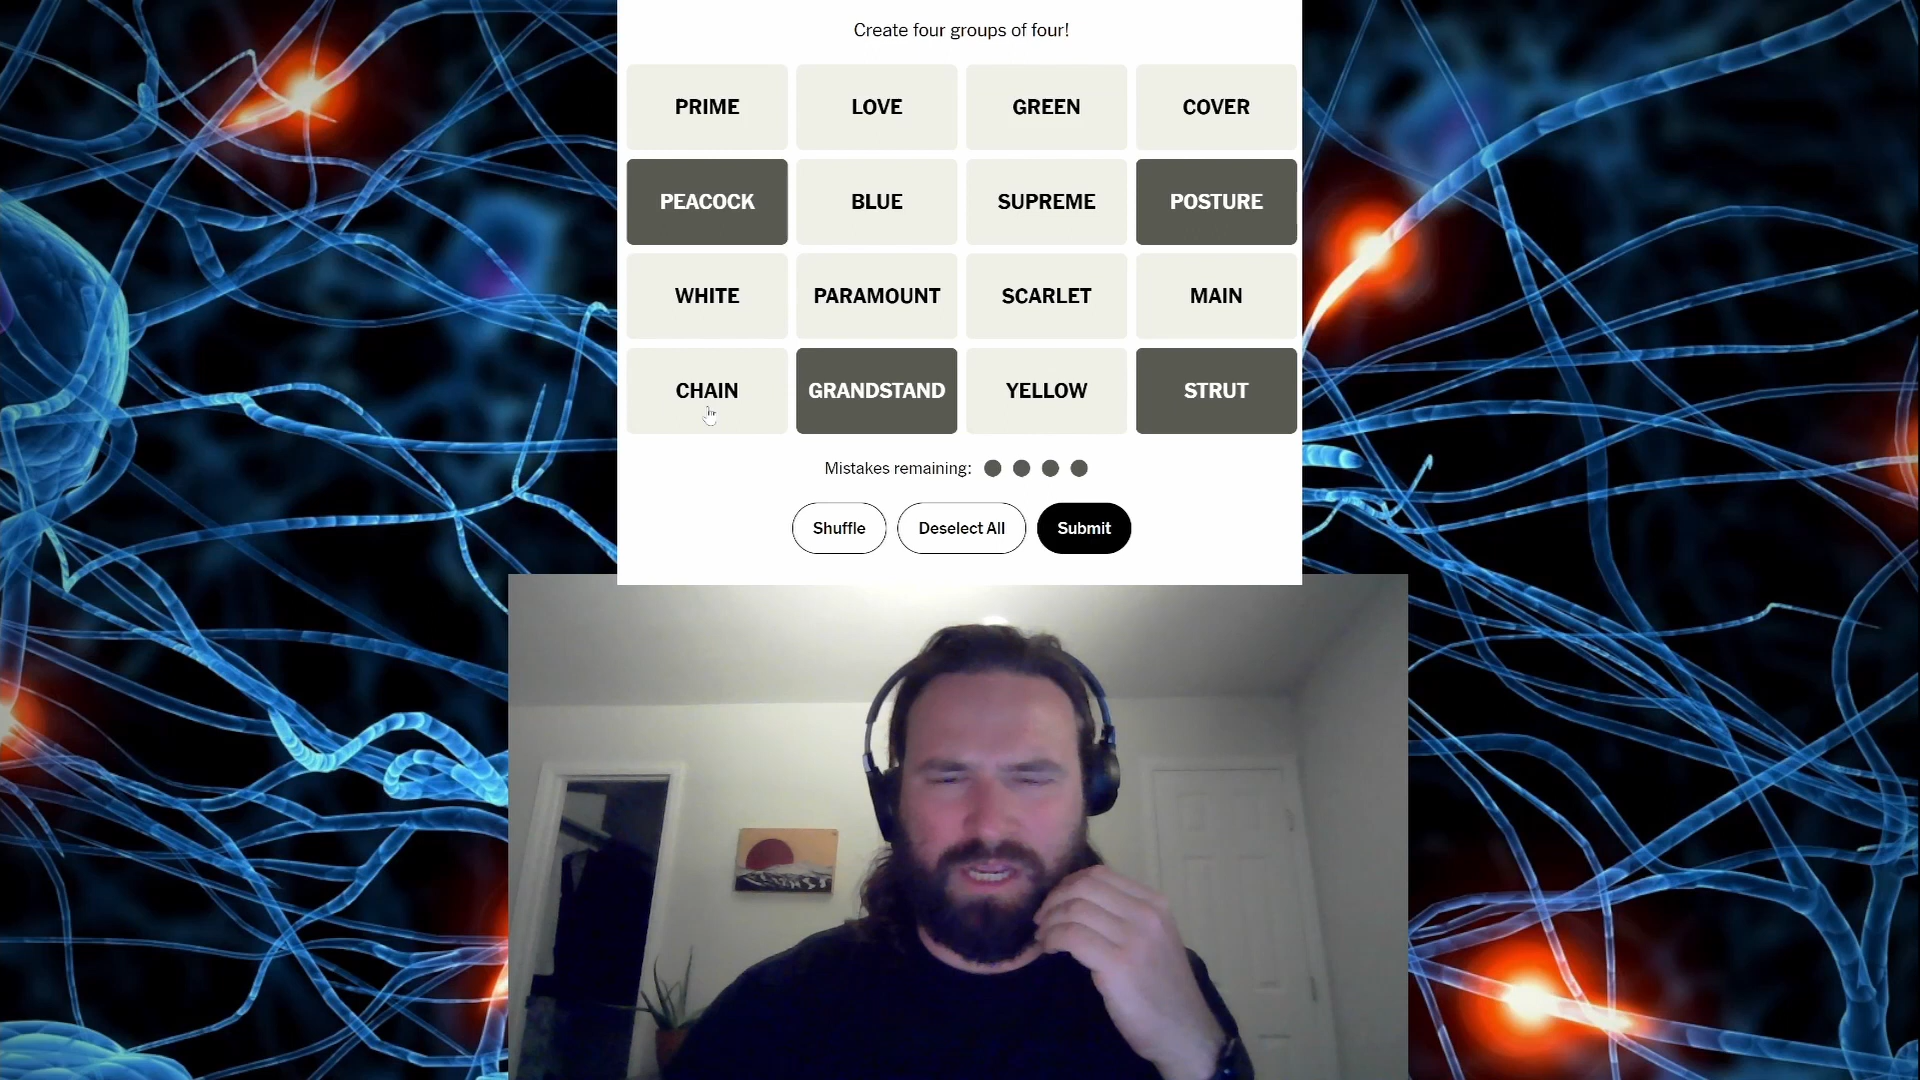 Create four groups of four!
PRIME LOVE GREEN COVER
PEACOCK BLUE SUPREME POSTURE
WHITE PARAMOUNT SCARLET MAIN
CHAIN GRANDSTAND YELLOW STRUT
Mistakes remaining:
Shuffle Deselect All Submit